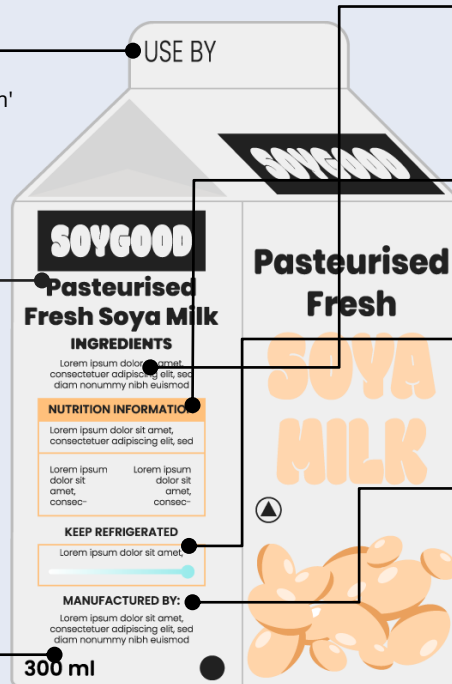 USE BY
n'
SOYGOOD
SOYGOOD
Pasteurised
Fresh Soya Milk
INGREDIENTS
Lorem ipsum dolor sit amet,
consectetuer adipiscing elit, sed
diam nonummy nibh euismod
NUTRITION INFORMATION
Lorem ipsum dolor sit amet,
consectetuer adipiscing elit, sed
Lorem ipsum
dolor sit
amet,
consec-
Lorem ipsum
dolor sit
amet,
consec-
KEEP REFRIGERATED
Lorem ipsum dolor sit amet,
MANUFACTURED BY:
Lorem ipsum dolor sit amet,
consectetuer adipiscing elit, sed
diam nonummy nibh euismod
300 ml
Pasteurised
Fresh
SOYA
MILK